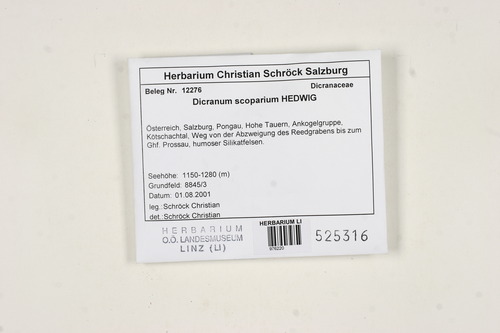 Herbarium Christian Schröck Salzburg
Beleg Nr. 12276 Dicranaceae
Dicranum scoparium HEDWIG
Österreich, Salzburg, Pongau, Hohe Tauern, Ankogelgruppe,
Kötschachtal, Weg von der Abzweigung des Reedgrabens bis zum
Ghf. Prossau, humoser Silikatfelsen.
Seehöhe: 1150-1280 (m)
Grundfeld: 8845/3
Datum: 01.08.2001
leg: Schröck Christian
det: Schröck Christian
HERBARIUM
O.Ö. LANDESMUSEUM
LINZ (LI)
HERBARIUM LI
976220
525316